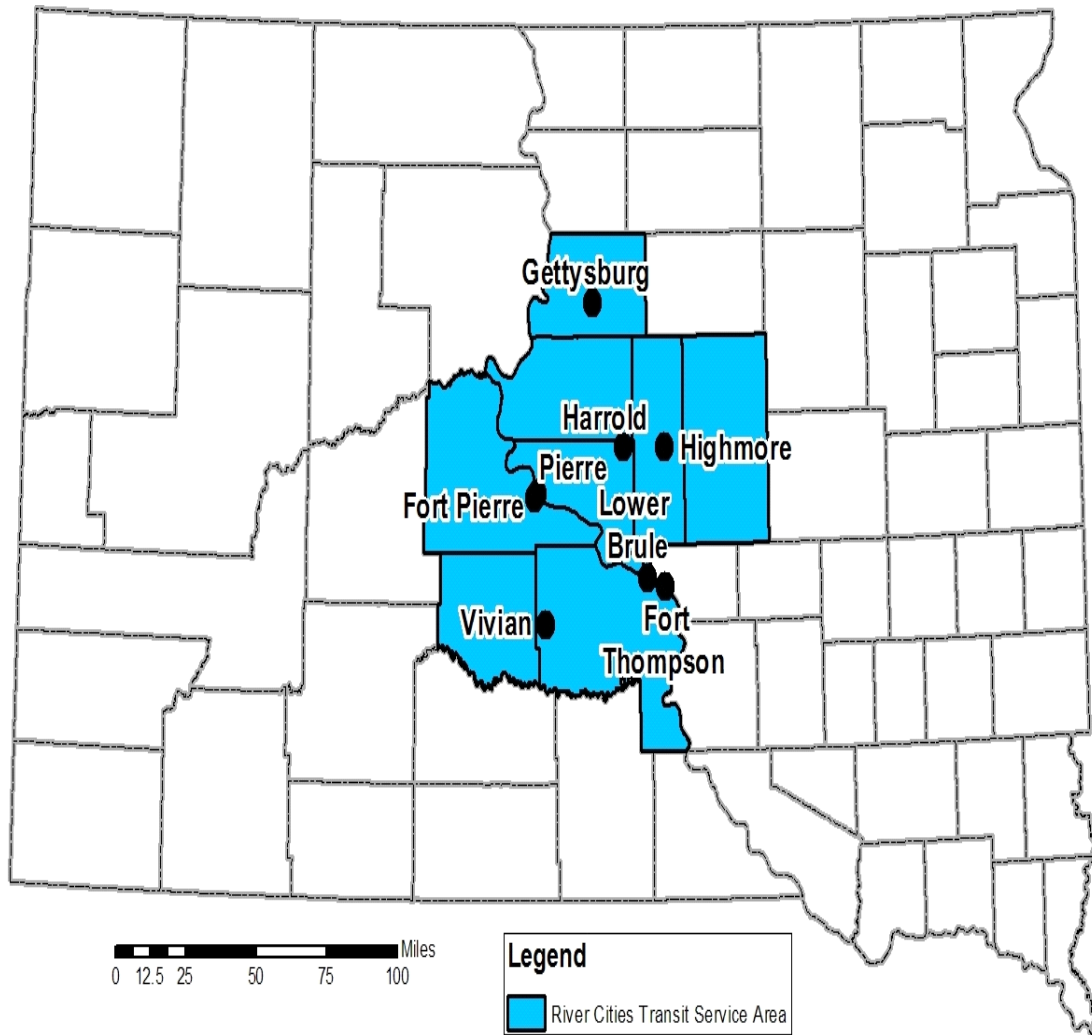 Gettysburg
Harrold
Highmore
Pierre
Fort Pierre
Lower
Brule
Vivian
Fort
Thompson
Miles
0 12.5 25 50 75 100
Legend
River Cities Transit Service Area